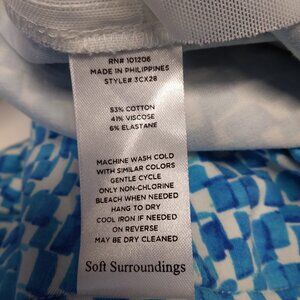 RN# 101206
MADE IN PHILIPPINES
STYLE# 3CX28
53% COTTON
41% VISCOSE
6% ELASTANE
MACHINE WASH COLD
WITH SIMILAR COLORS
GENTLE CYCLE
ONLY NON-CHLORINE
BLEACH WHEN NEEDED
HANG TO DRY
COOL IRON IF NEEDED
ON REVERSE
MAY BE DRY CLEANED
Soft Surroundings